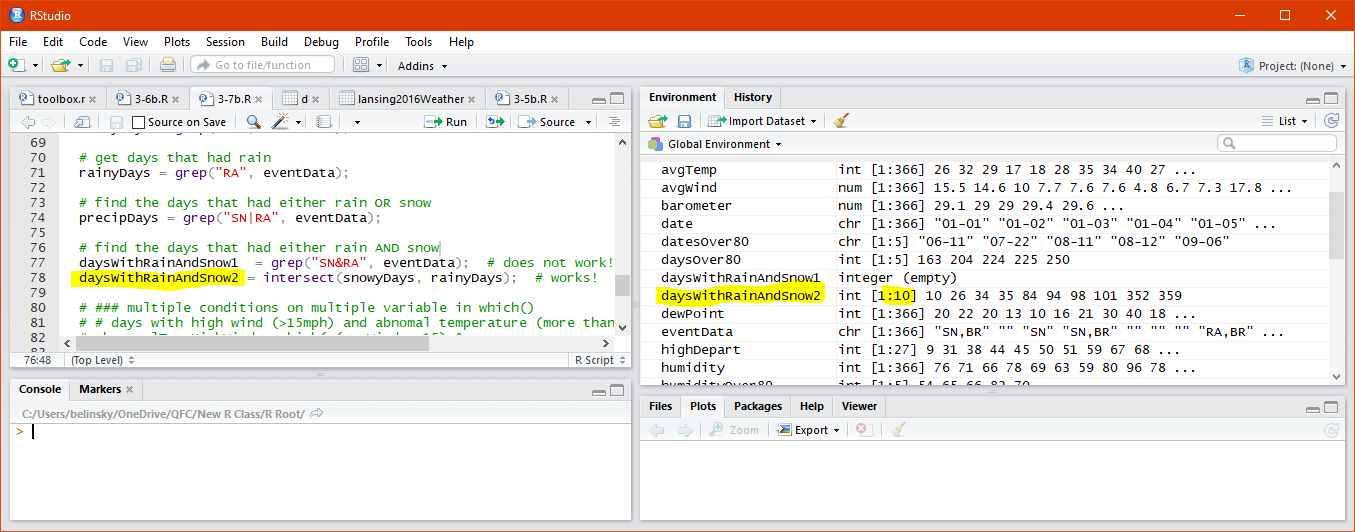 RStudio
File Edit Code View Plots Session Build Debug Profile Tools Help
Go to file/function Addins Project: (None)
toolbox.r 3-6b.R 3-7b.R d lansing2016Weather 3-5b.R
Source on Save Run Source
69
70 # get days that had rain
71 rainyDays = grep("RA", eventData);
72
73 # find the days that had either rain OR snow
74 precipDays = grep("SN|RA", eventData);
75
76 # find the days that had either rain AND snow
77 daysWithRainAndSnow1 = grep("SN&RA", eventData); # does not work!
78 daysWithRainAndSnow2 = intersect(snowyDays, rainyDays); # works!
79
80 # ### multiple conditions on multiple variable in which()
81 # # days with high wind (>15mph) and abnomal temperature (more than
82
76:48 (Top Level) R Script
Console Markers
C:/Users/belinsky/OneDrive/QFC/New R Class/R Root/
>
Environment History
Import Dataset List
Global Environment
avgTemp int [1:366] 26 32 29 17 18 28 35 34 40 27 ...
avgWind num [1:366] 15.5 14.6 10 7.7 7.6 7.6 4.8 6.7 7.3 17.8 ...
barometer num [1:366] 29.1 29 29 29.4 29.6 ...
date chr [1:366] "01-01" "01-02" "01-03" "01-04" "01-05" ...
datesOver80 chr [1:5] "06-11" "07-22" "08-11" "08-12" "09-06"
daysOver80 int [1:5] 163 204 224 225 250
daysWithRainAndSnow1 integer (empty)
daysWithRainAndSnow2 int [1:10] 10 26 34 35 84 94 98 101 352 359
dewPoint int [1:366] 20 22 20 13 10 16 21 30 40 18 ...
eventData chr [1:366] "SN,BR" "" "SN" "SN,BR" "" "" "" "RA,BR" ...
highDepart int [1:27] 9 31 38 44 45 50 51 59 67 68 ...
humidity int [1:366] 76 71 66 78 69 63 59 80 96 78 ...
humidityOver80 int [1:5] 54 65 66 82 70
Files Plots Packages Help Viewer
Zoom Export